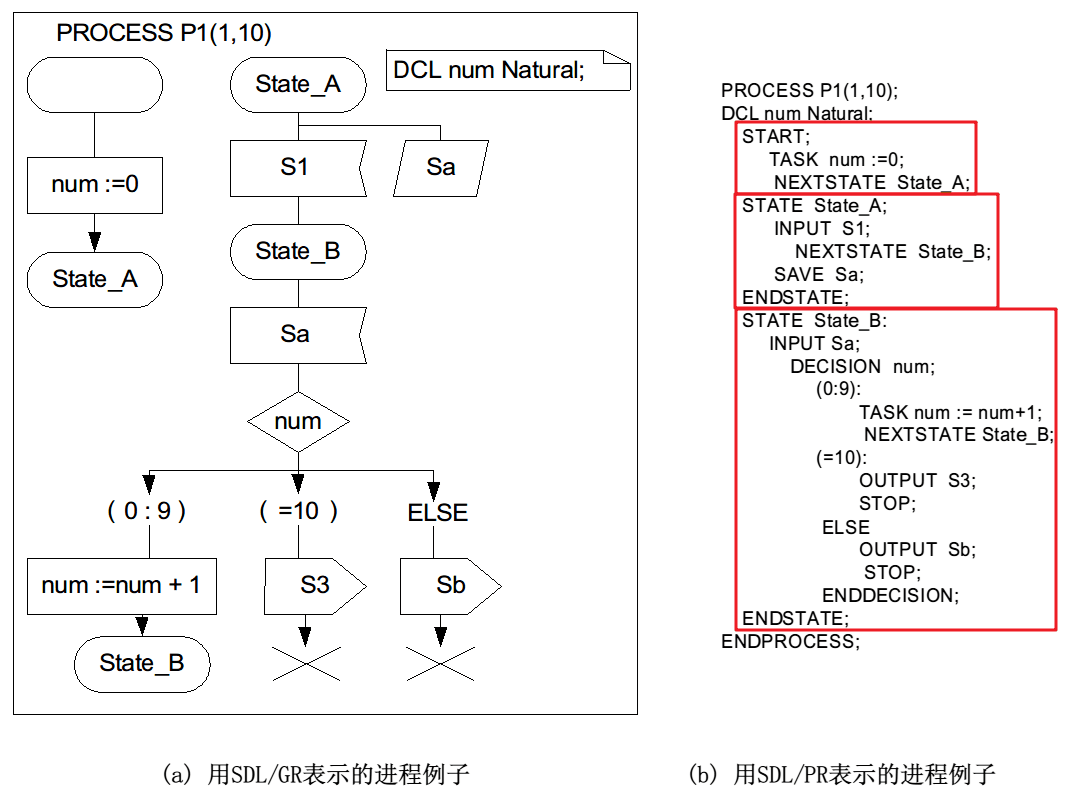 PROCESS P1(1,10)
State_A
DCL num Natural;
S1
Sa
num :=0
State_B
State_A
Sa
num
( 0 : 9 )
( =10 )
ELSE
num :=num + 1
S3
Sb
State_B
(a) 用SDL/GR表示的进程例子
PROCESS P1(1,10);
DCL num Natural;
START;
TASK num :=0;
NEXTSTATE State_A;
STATE State_A;
INPUT S1;
NEXTSTATE State_B;
SAVE Sa;
ENDSTATE;
STATE State_B:
INPUT Sa;
DECISION num;
(0:9):
TASK num := num+1;
NEXTSTATE State_B;
(=10):
OUTPUT S3;
STOP;
ELSE
OUTPUT Sb;
STOP;
ENDDECISION;
ENDSTATE;
ENDPROCESS;
(b) 用SDL/PR表示的进程例子